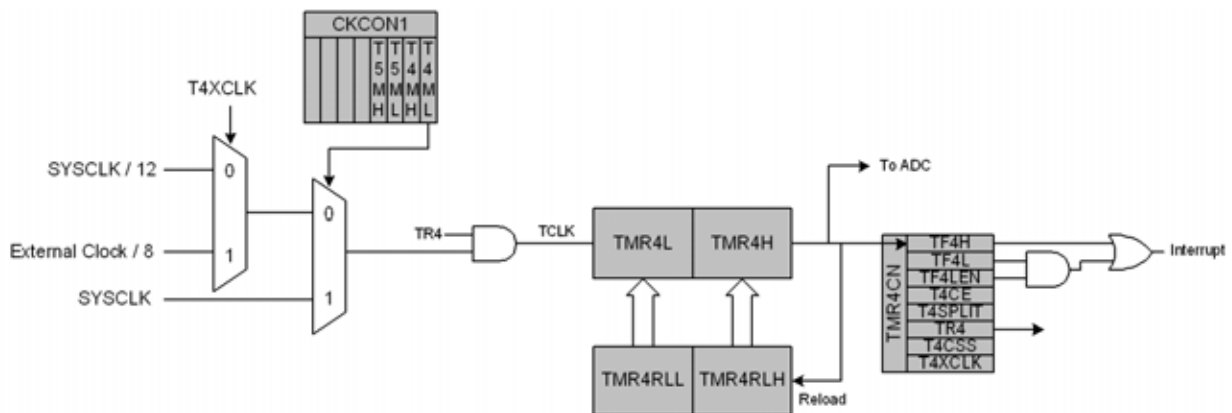 CKCON1
T5MH T5ML T4MH T4ML
T4XCLK
SYSCLK / 12
0
External Clock / 8
1
SYSCLK
0
1
TR4
TCLK
TMR4L
TMR4H
To ADC
TMR4RLL
TMR4RLH
Reload
TMR4CN
TF4H
TF4L
TF4LEN
T4CE
T4SPLIT
TR4
T4CSS
T4XCLK
Interrupt